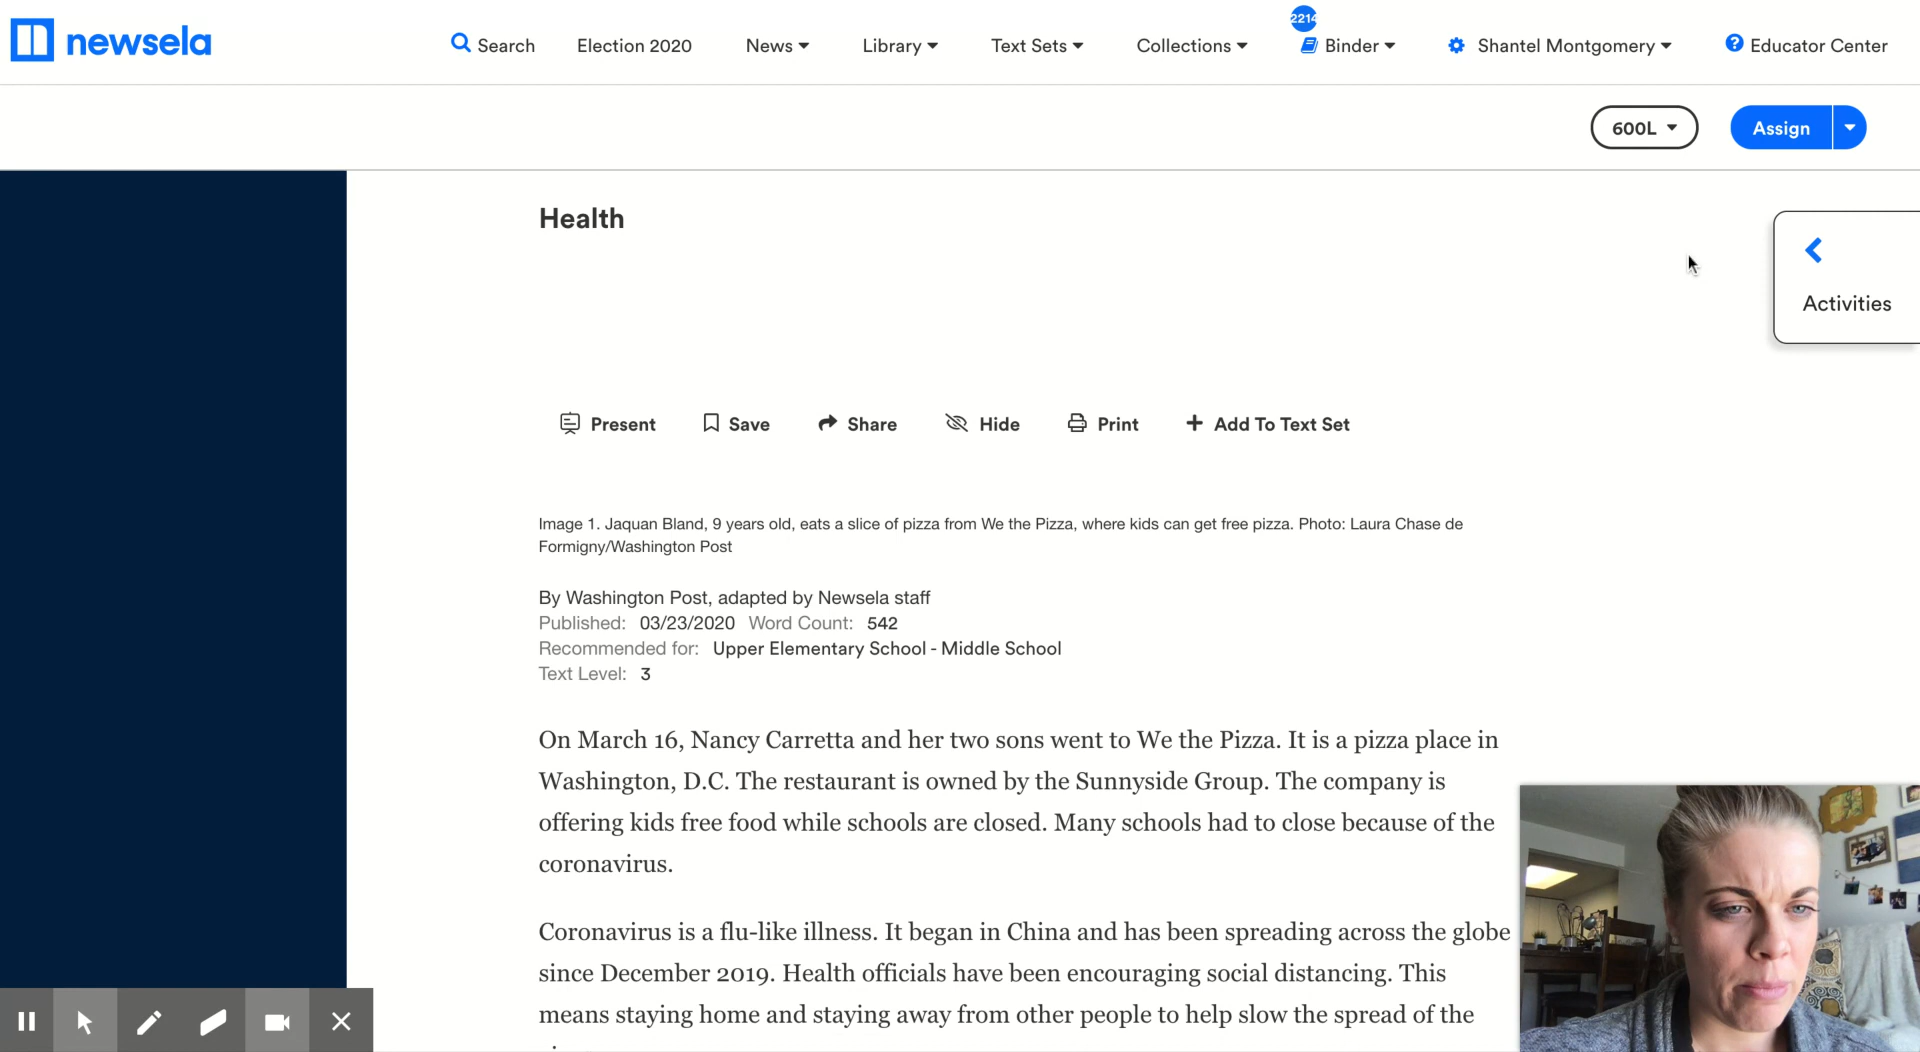 newsela
Search
Election 2020
News
Library
Text Sets
Collections
2214
Binder
Shantel Montgomery
Educator Center
600L
Assign
Health
Activities
Present
Save
Share
Hide
Print
Add To Text Set
Image 1. Jaquan Bland, 9 years old, eats a slice of pizza from We the Pizza, where kids can get free pizza. Photo: Laura Chase de
Formigny/Washington Post
By Washington Post, adapted by Newsela staff
Published: 03/23/2020 Word Count: 542
Recommended for: Upper Elementary School - Middle School
Text Level: 3
On March 16, Nancy Carretta and her two sons went to We the Pizza. It is a pizza place in
Washington, D.C. The restaurant is owned by the Sunnyside Group. The company is
offering kids free food while schools are closed. Many schools had to close because of the
coronavirus.
Coronavirus is a flu-like illness. It began in China and has been spreading across the globe
since December 2019. Health officials have been encouraging social distancing. This
means staying home and staying away from other people to help slow the spread of the